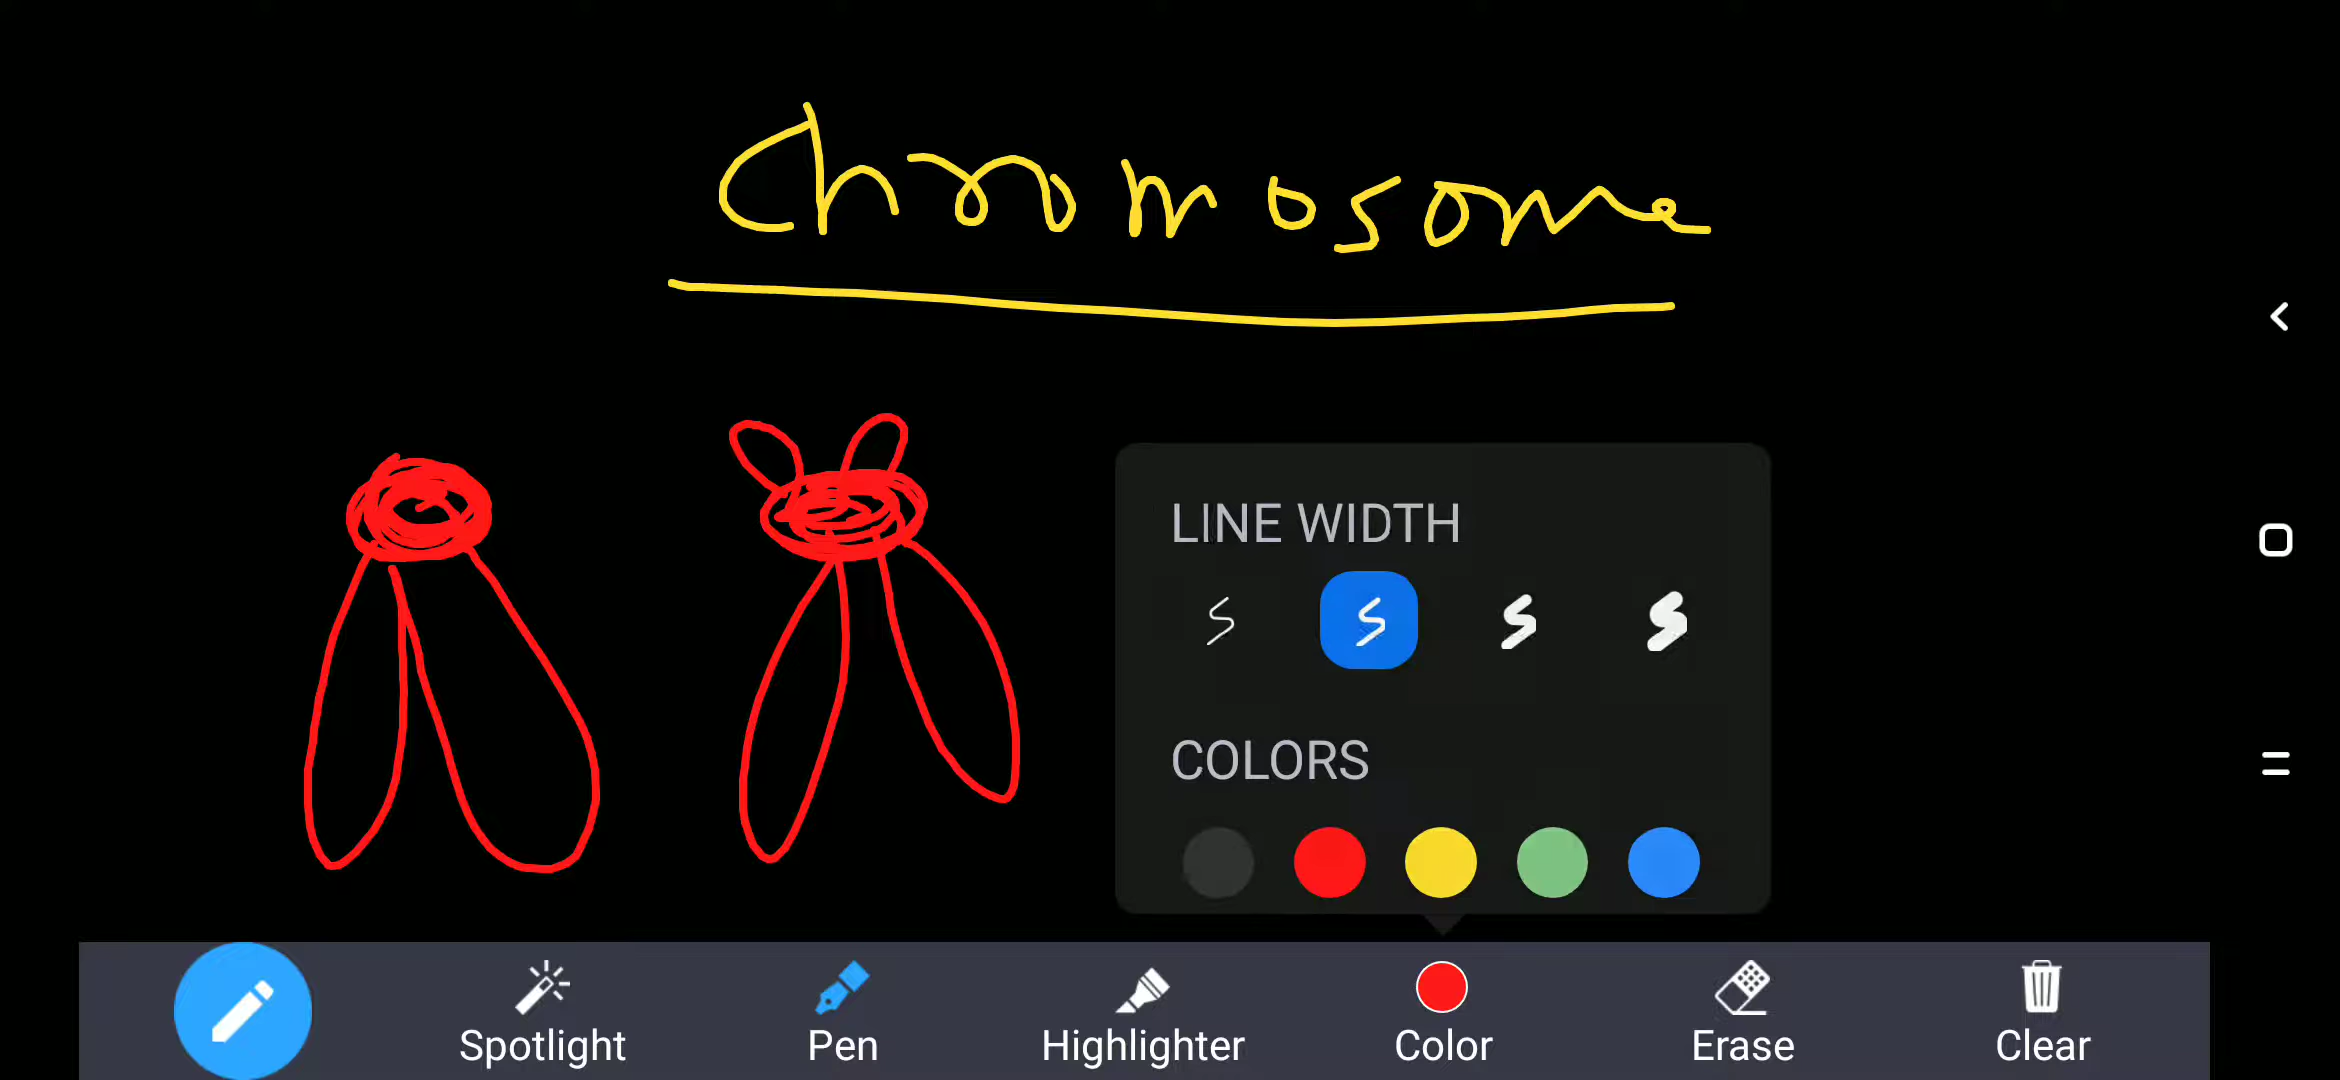 Chromosome
LINE WIDTH
COLORS
Spotlight
Pen
Highlighter
Color
Erase
Clear